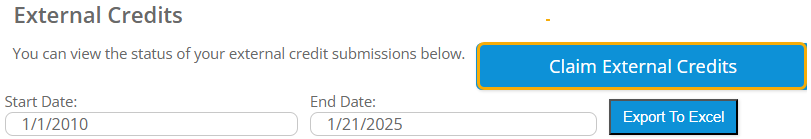 External Credits
You can view the status of your external credit submissions below.
Claim External Credits
Start Date:
End Date:
1/1/2010
1/21/2025
Export To Excel